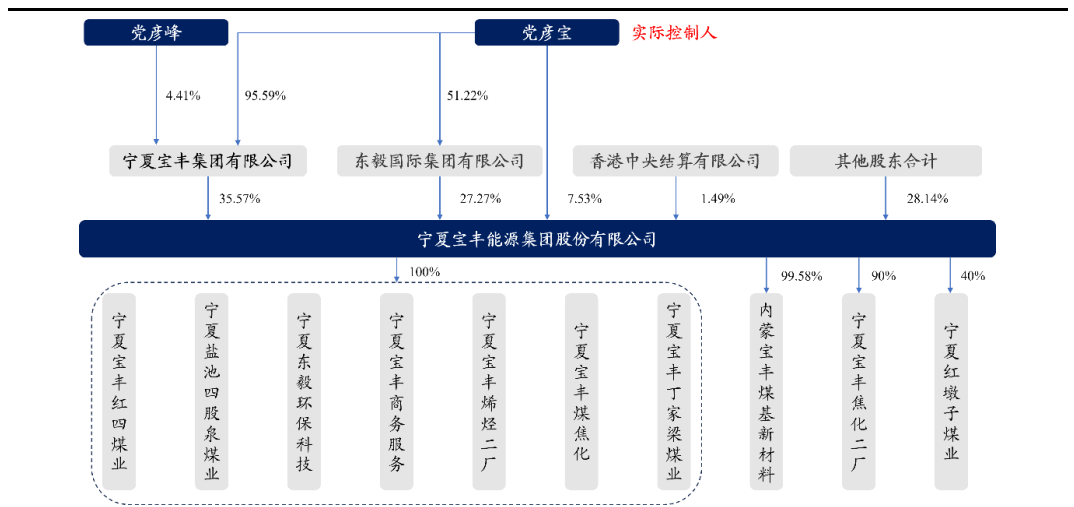 党彦峰
党彦宝
实际控制人
4.41%
95.59%
51.22%
宁夏宝丰集团有限公司
东毅国际集团有限公司
香港中央结算有限公司
其他股东合计
35.57%
27.27%
7.53%
1.49%
28.14%
宁夏宝丰能源集团股份有限公司
100%
99.58%
90%
40%
宁夏宝丰红四煤业
宁夏盐池四股泉煤业
宁夏东毅环保科技
宁夏宝丰商务服务
宁夏宝丰烯烃二厂
宁夏宝丰煤焦化
宁夏宝丰丁家梁煤业
内蒙宝丰煤基新材料
宁夏宝丰焦化二厂
宁夏红墩子煤业